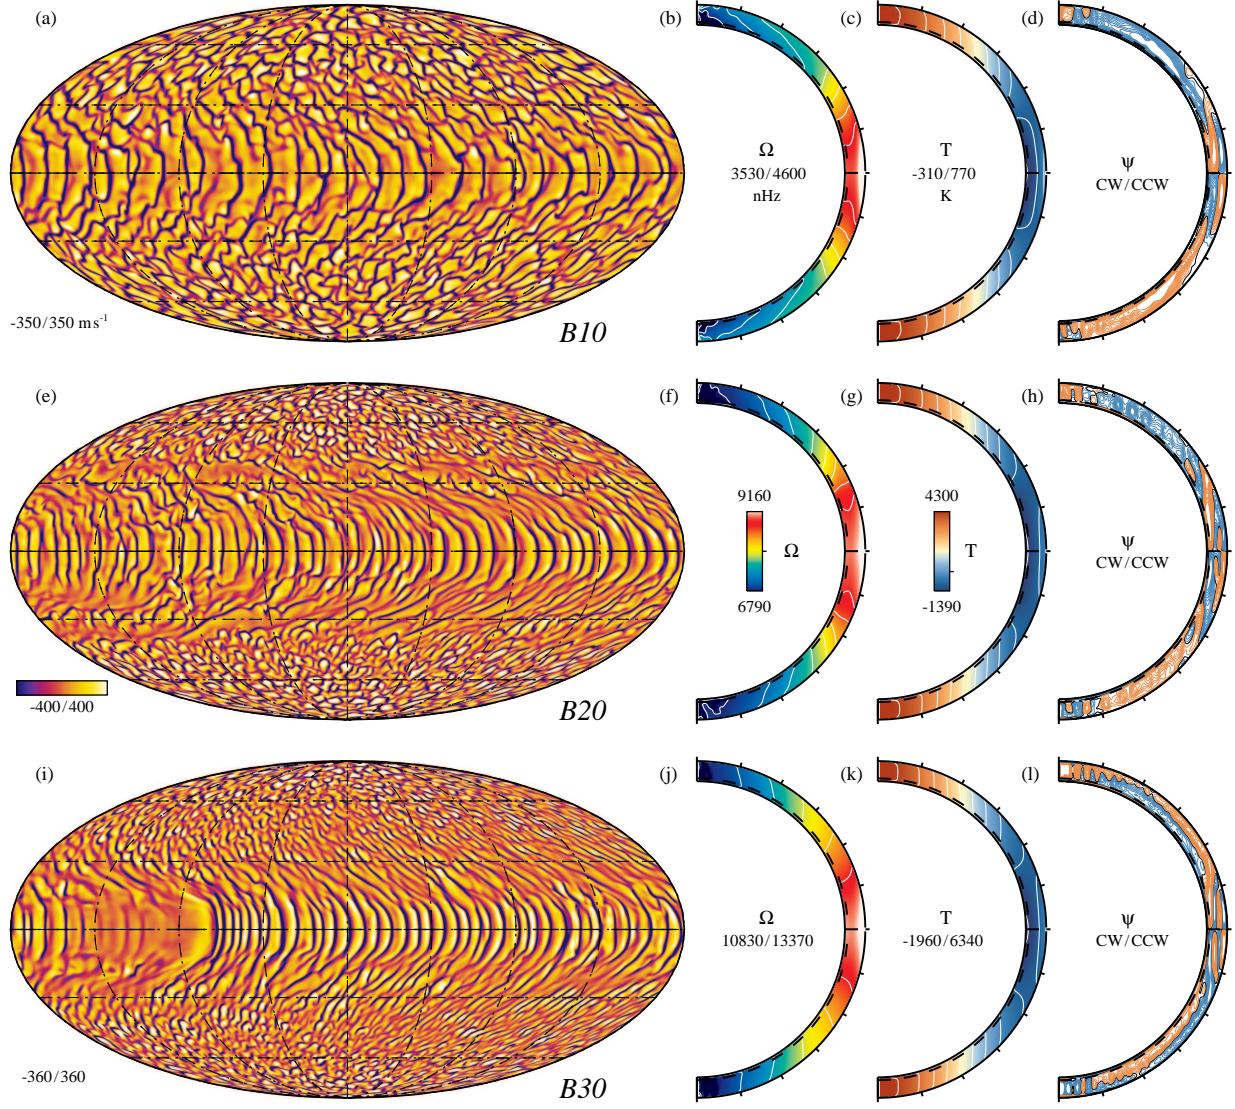 (a)
(b)
(c)
(d)
Ω
3530/4600
nHz
T
-310/770
K
ψ
CW/CCW
-350/350 m s⁻¹
B10
(e)
(f)
(g)
(h)
9160
Ω
6790
4300
T
-1390
ψ
CW/CCW
-400/400
B20
(i)
(j)
(k)
(l)
Ω
10830/13370
T
-1960/6340
ψ
CW/CCW
-360/360
B30